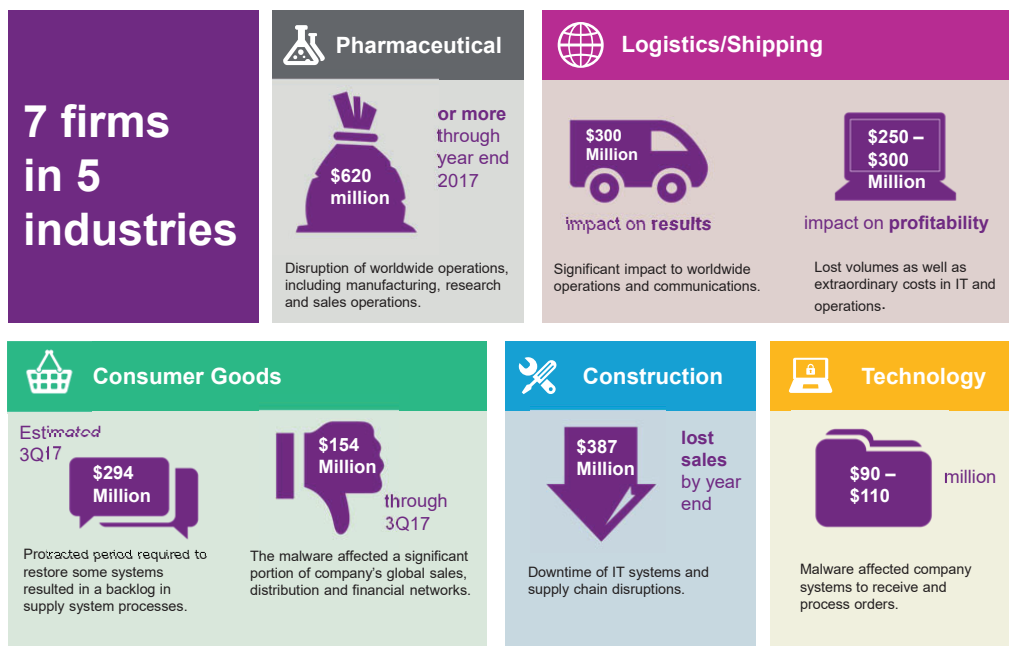 7 firms
in 5
industries
Pharmaceutical
$620
million
or more
through
year end
2017
Disruption of worldwide operations,
including manufacturing, research
and sales operations.
Logistics/Shipping
$300
Million
impact on results
Significant impact to worldwide
operations and communications.
$250 –
$300
Million
impact on profitability
Lost volumes as well as
extraordinary costs in IT and
operations.
Consumer Goods
Estimated
3Q17
$294
Million
Protracted period required to
restore some systems
resulted in a backlog in
supply system processes.
$154
Million
through
3Q17
The malware affected a significant
portion of company's global sales,
distribution and financial networks.
Construction
$387
Million
lost
sales
by year
end
Downtime of IT systems and
supply chain disruptions.
Technology
$90 –
$110
million
Malware affected company
systems to receive and
process orders.